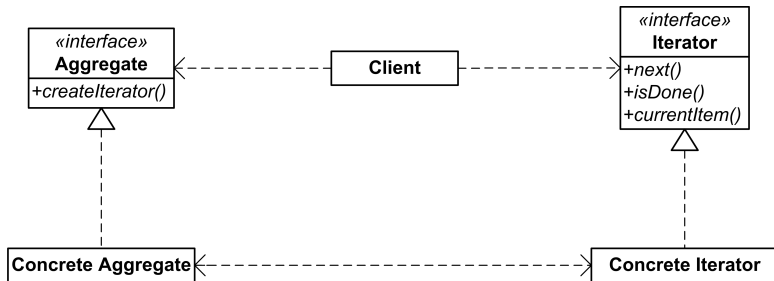 «interface»
Aggregate
+createIterator()
Client
«interface»
Iterator
+next()
+isDone()
+currentItem()
Concrete Aggregate
Concrete Iterator